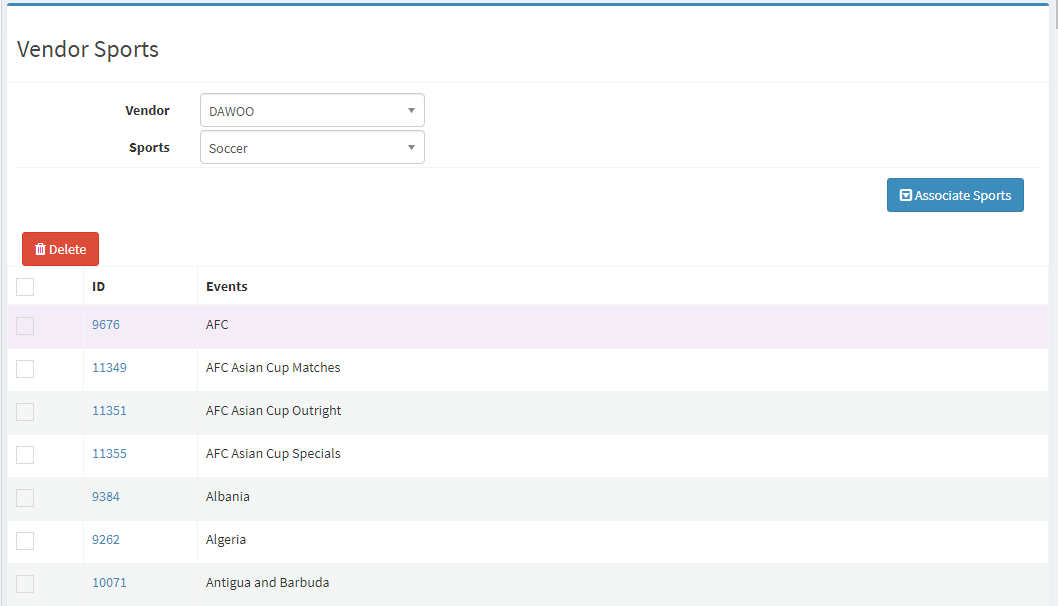 Vendor Sports
Vendor DAWOO
Sports Soccer
Associate Sports
Delete
ID Events
9676 AFC
11349 AFC Asian Cup Matches
11351 AFC Asian Cup Outright
11355 AFC Asian Cup Specials
9384 Albania
9262 Algeria
10071 Antigua and Barbuda